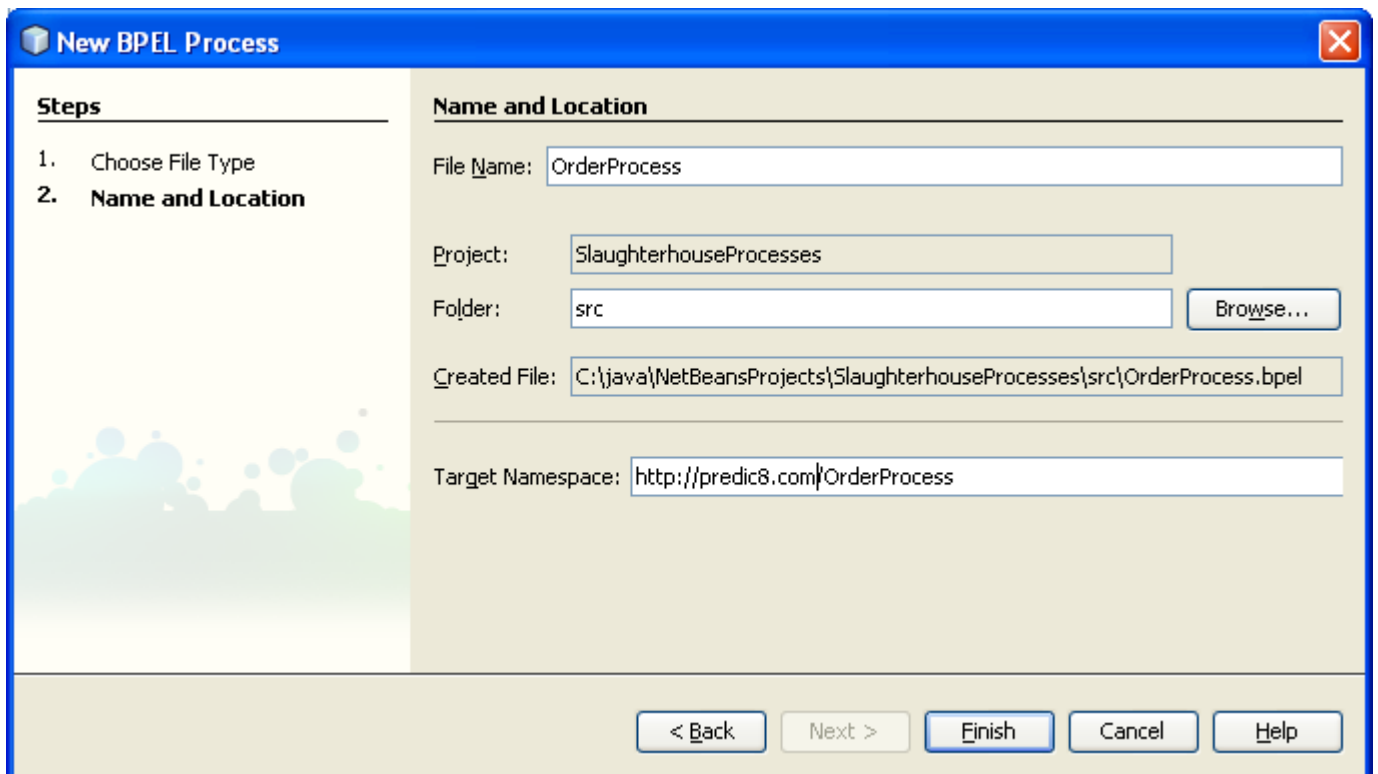 New BPEL Process
Steps
1. Choose File Type
2. Name and Location
Name and Location
File Name: OrderProcess
Project: SlaughterhouseProcesses
Folder: src Browse...
Created File: C:\java\NetBeansProjects\SlaughterhouseProcesses\src\OrderProcess.bpel
Target Namespace: http://predic8.com/OrderProcess
< Back Next > Finish Cancel Help